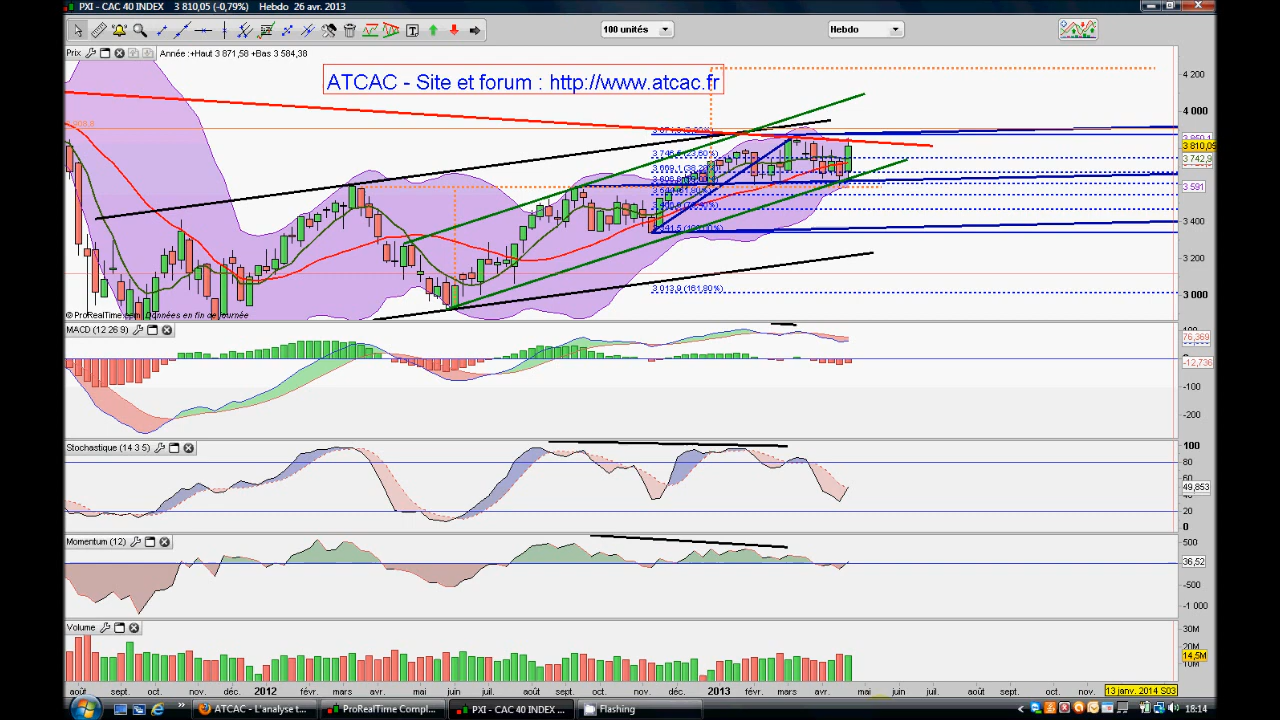 PXI - CAC 40 INDEX 3 810,05 (-0,79%) Hebdo 26 avr. 2013
100 unités
Hebdo
Prix
Année :+Haut 3 871,58 +Bas 3 584,38
ATCAC - Site et forum : http://www.atcac.fr
4 200
4 000
3 810,05
3 742,9
3 591
3 400
3 200
3 000
3 013,9 (161,80%)
© ProRealTime.com Données en fin de journée
MACD (12 26 9)
76,369
-12,736
-100
-200
Stochastique (14 3 5)
100
80
60
49,853
20
0
Momentum (12)
500
36,52
-500
-1 000
Volume
30M
14,5M
10M
août sept. oct. nov. déc. 2012 févr. mars avr. mai juin juil. août sept. oct. nov. déc. 2013 févr. mars avr. mai juin juil. août sept. oct. nov. 13 janv. 2014 S03
ATCAC - L'analyse t...
ProRealTime Compl...
PXI - CAC 40 INDEX ...
Flashing
18:14